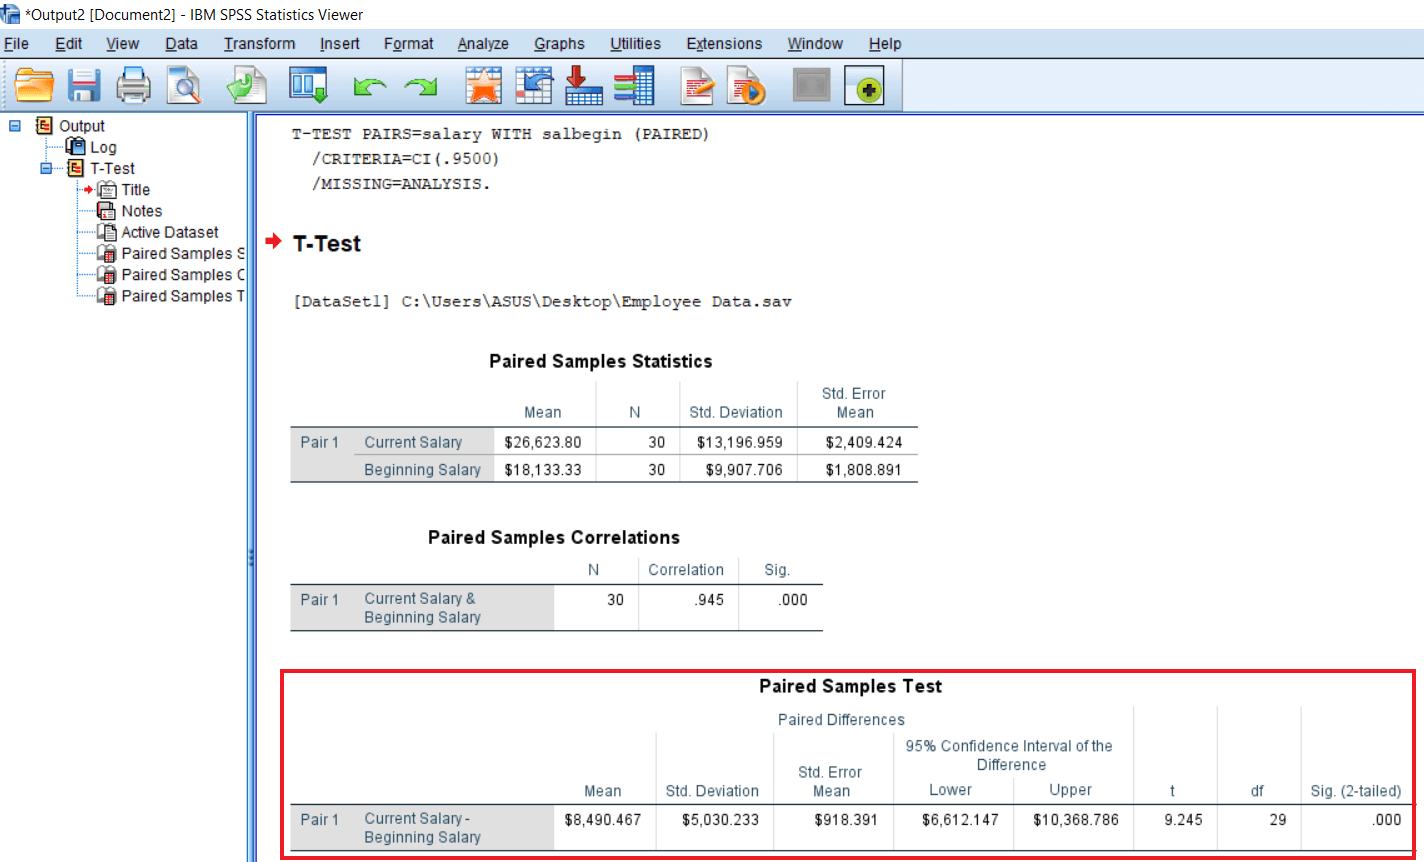 *Output2 [Document2] - IBM SPSS Statistics Viewer
File Edit View Data Transform Insert Format Analyze Graphs Utilities Extensions Window Help
Output
Log
T-Test
Title
Notes
Active Dataset
Paired Samples S
Paired Samples C
Paired Samples T
T-TEST PAIRS=salary WITH salbegin (PAIRED)
/CRITERIA=CI(.9500)
/MISSING=ANALYSIS.
T-Test
[DataSet1] C:\Users\ASUS\Desktop\Employee Data.sav
Paired Samples Statistics
Mean N Std. Deviation Std. Error Mean
Pair 1 Current Salary $26,623.80 30 $13,196.959 $2,409.424
Beginning Salary $18,133.33 30 $9,907.706 $1,808.891
Paired Samples Correlations
N Correlation Sig.
Pair 1 Current Salary & Beginning Salary 30 .945 .000
Paired Samples Test
Paired Differences
95% Confidence Interval of the Difference
Mean Std. Deviation Std. Error Mean Lower Upper t df Sig. (2-tailed)
Pair 1 Current Salary - Beginning Salary $8,490.467 $5,030.233 $918.391 $6,612.147 $10,368.786 9.245 29 .000